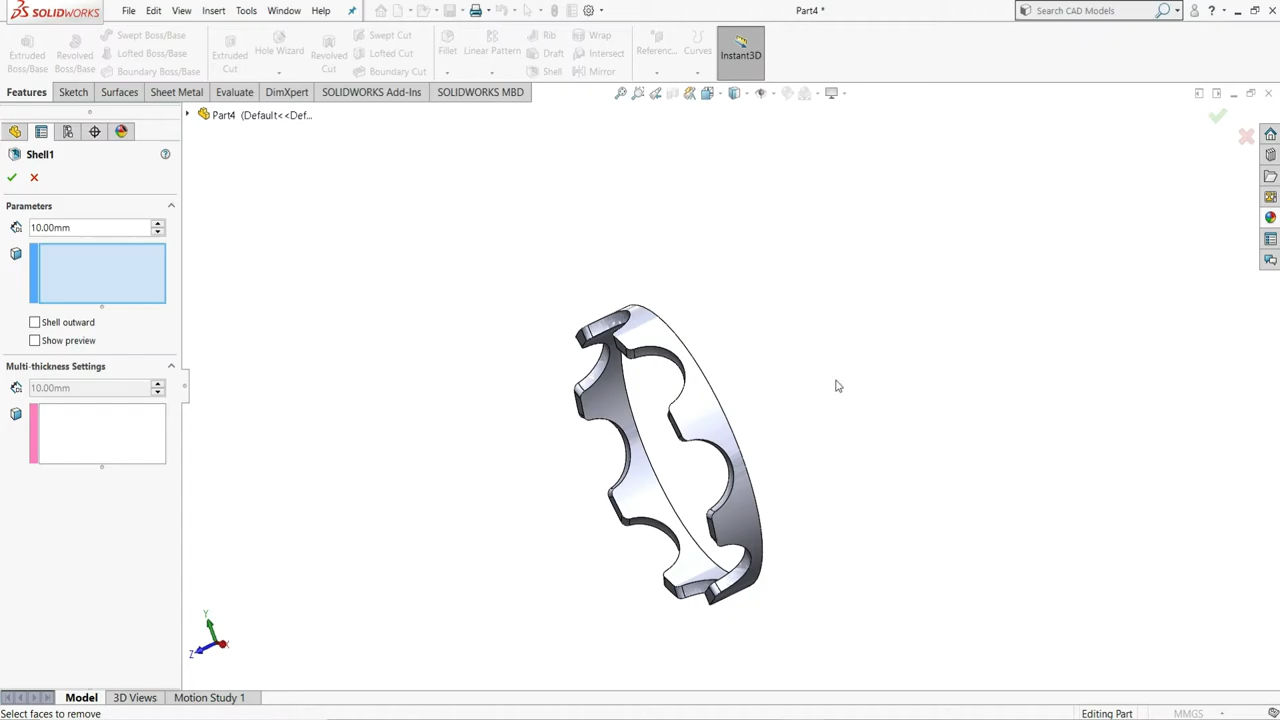 SOLIDWORKS
File Edit View Insert Tools Window Help
Part4 *
Search CAD Models
Extruded Boss/Base
Revolved Boss/Base
Swept Boss/Base
Lofted Boss/Base
Boundary Boss/Base
Extruded Cut
Hole Wizard
Revolved Cut
Swept Cut
Lofted Cut
Boundary Cut
Fillet
Linear Pattern
Rib
Draft
Shell
Wrap
Intersect
Mirror
Referenc...
Curves
Instant3D
Features Sketch Surfaces Sheet Metal Evaluate DimXpert SOLIDWORKS Add-Ins SOLIDWORKS MBD
Part4 (Default<<Def...
Shell1
Parameters
10.00mm
Shell outward
Show preview
Multi-thickness Settings
10.00mm
Y
Z
X
Model 3D Views Motion Study 1
Select faces to remove
Editing Part
MMGS